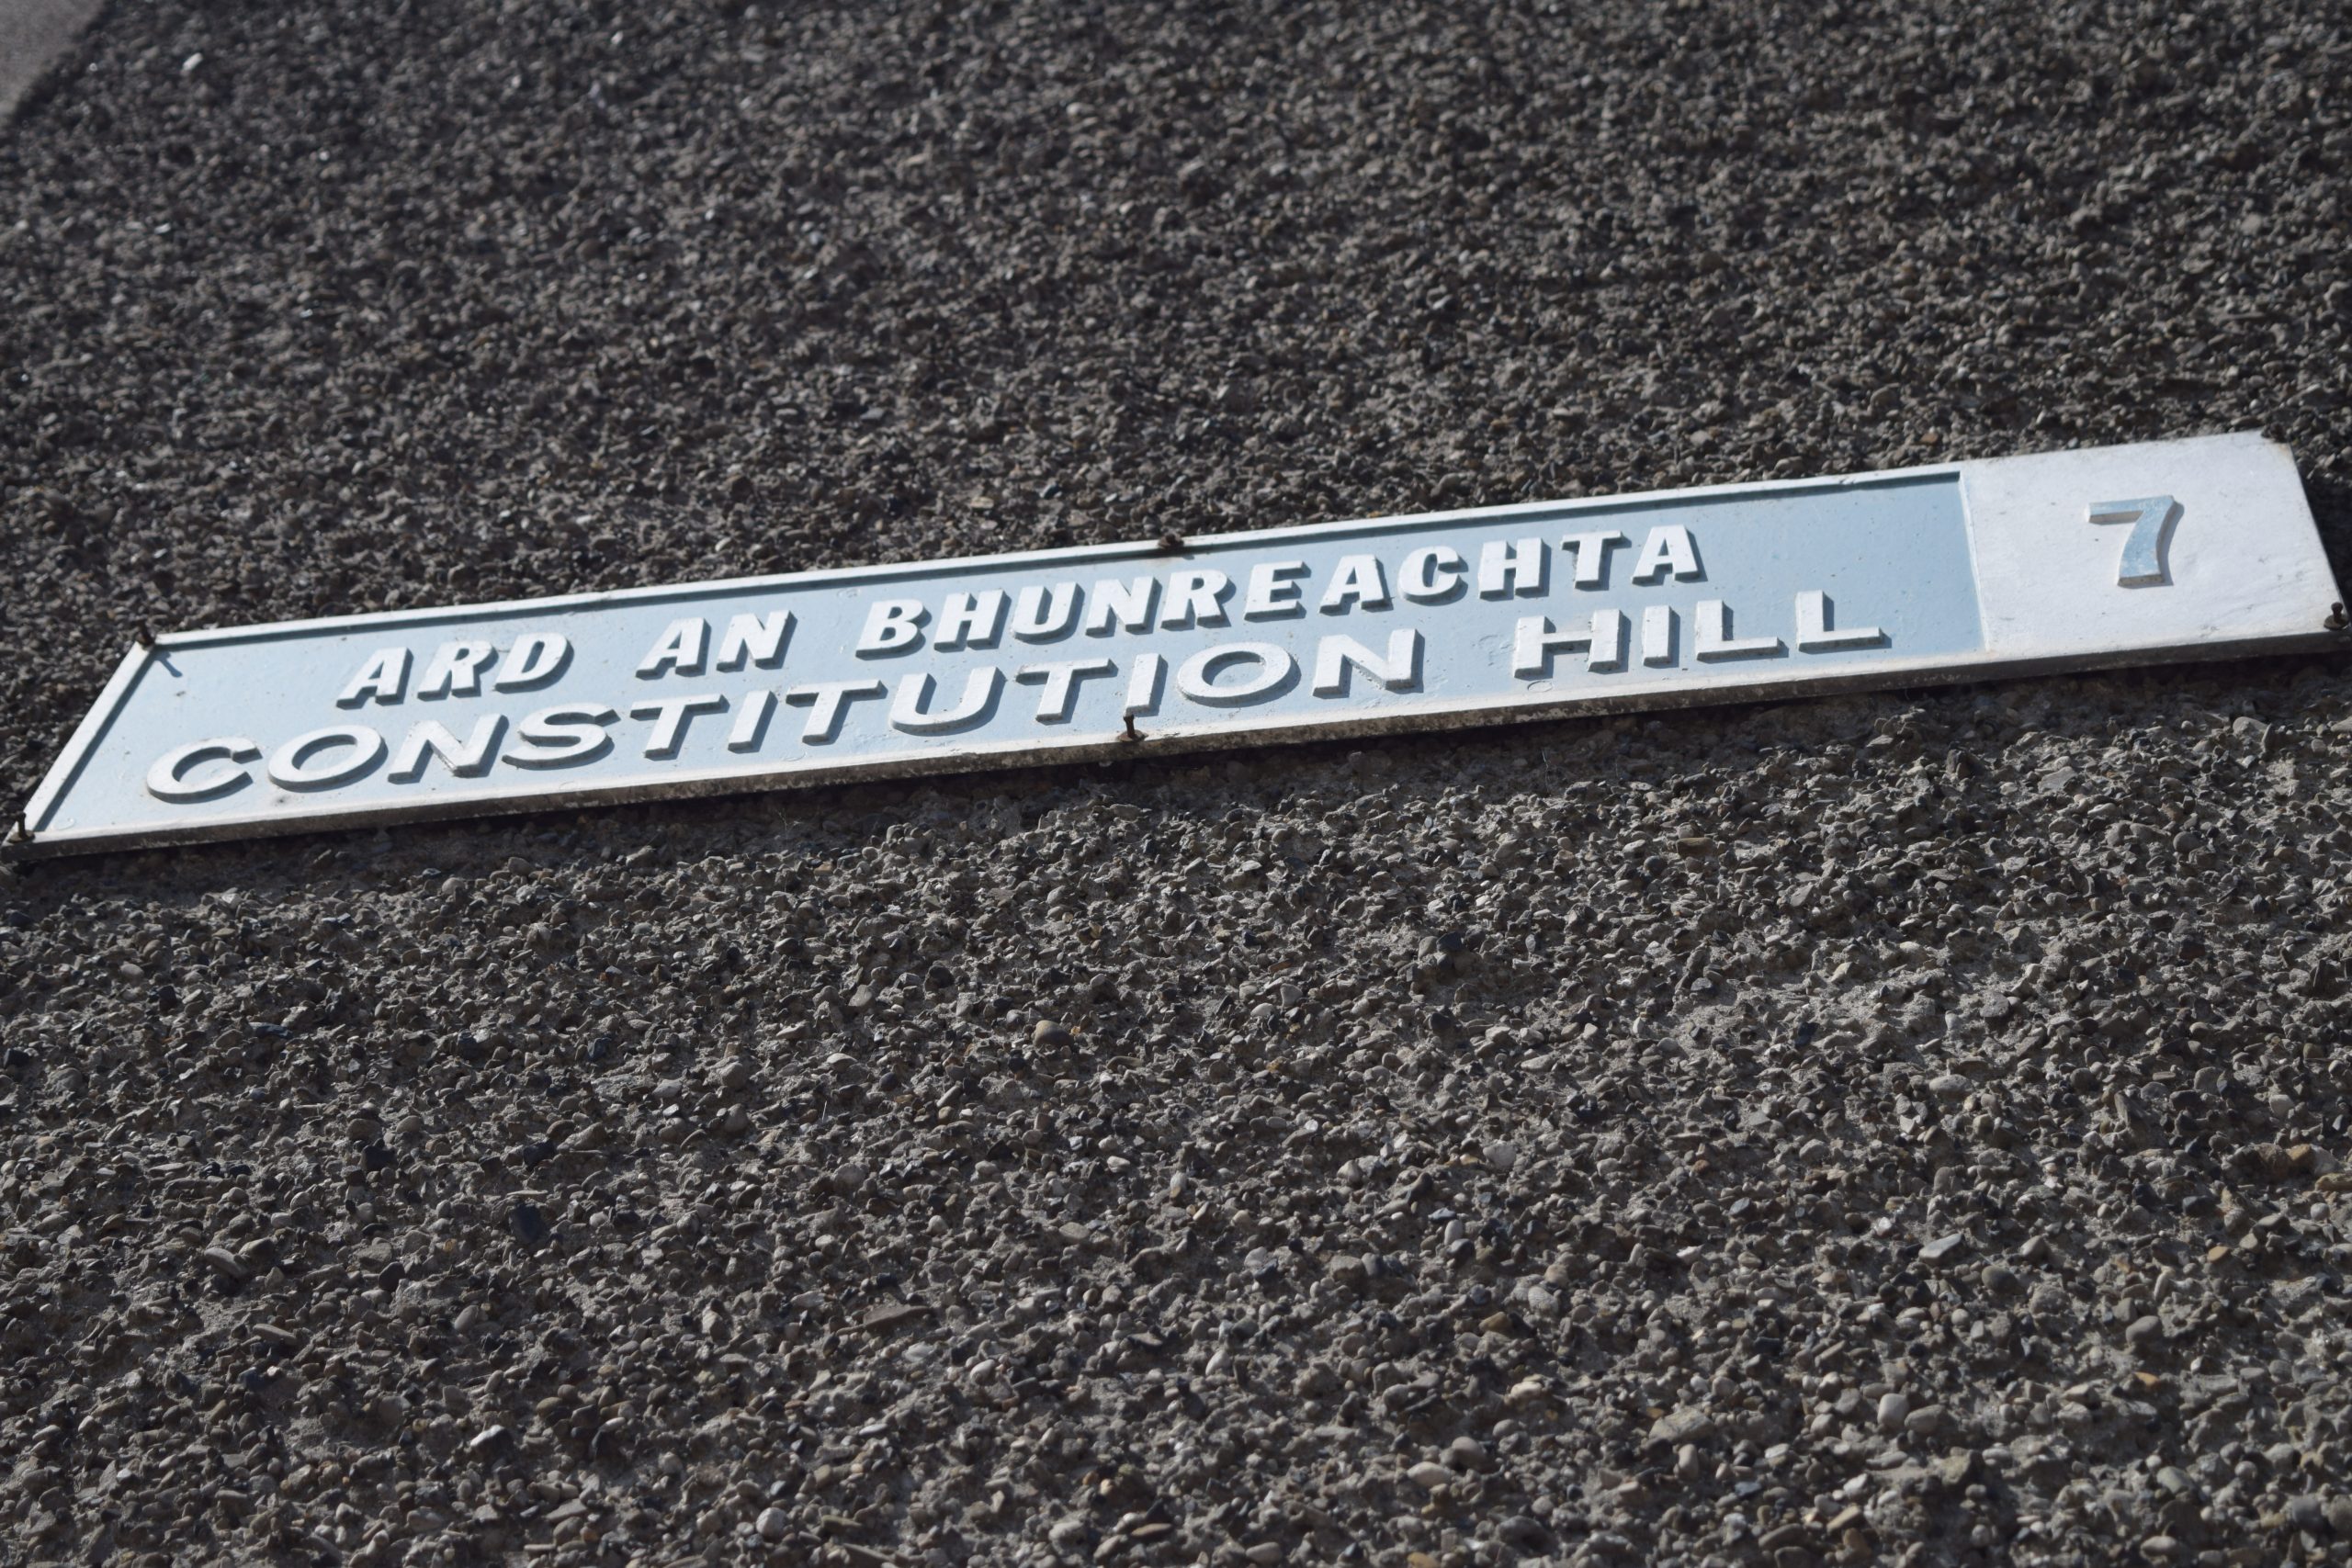 ARD AN BHUNREACHTA
CONSTITUTION HILL
7